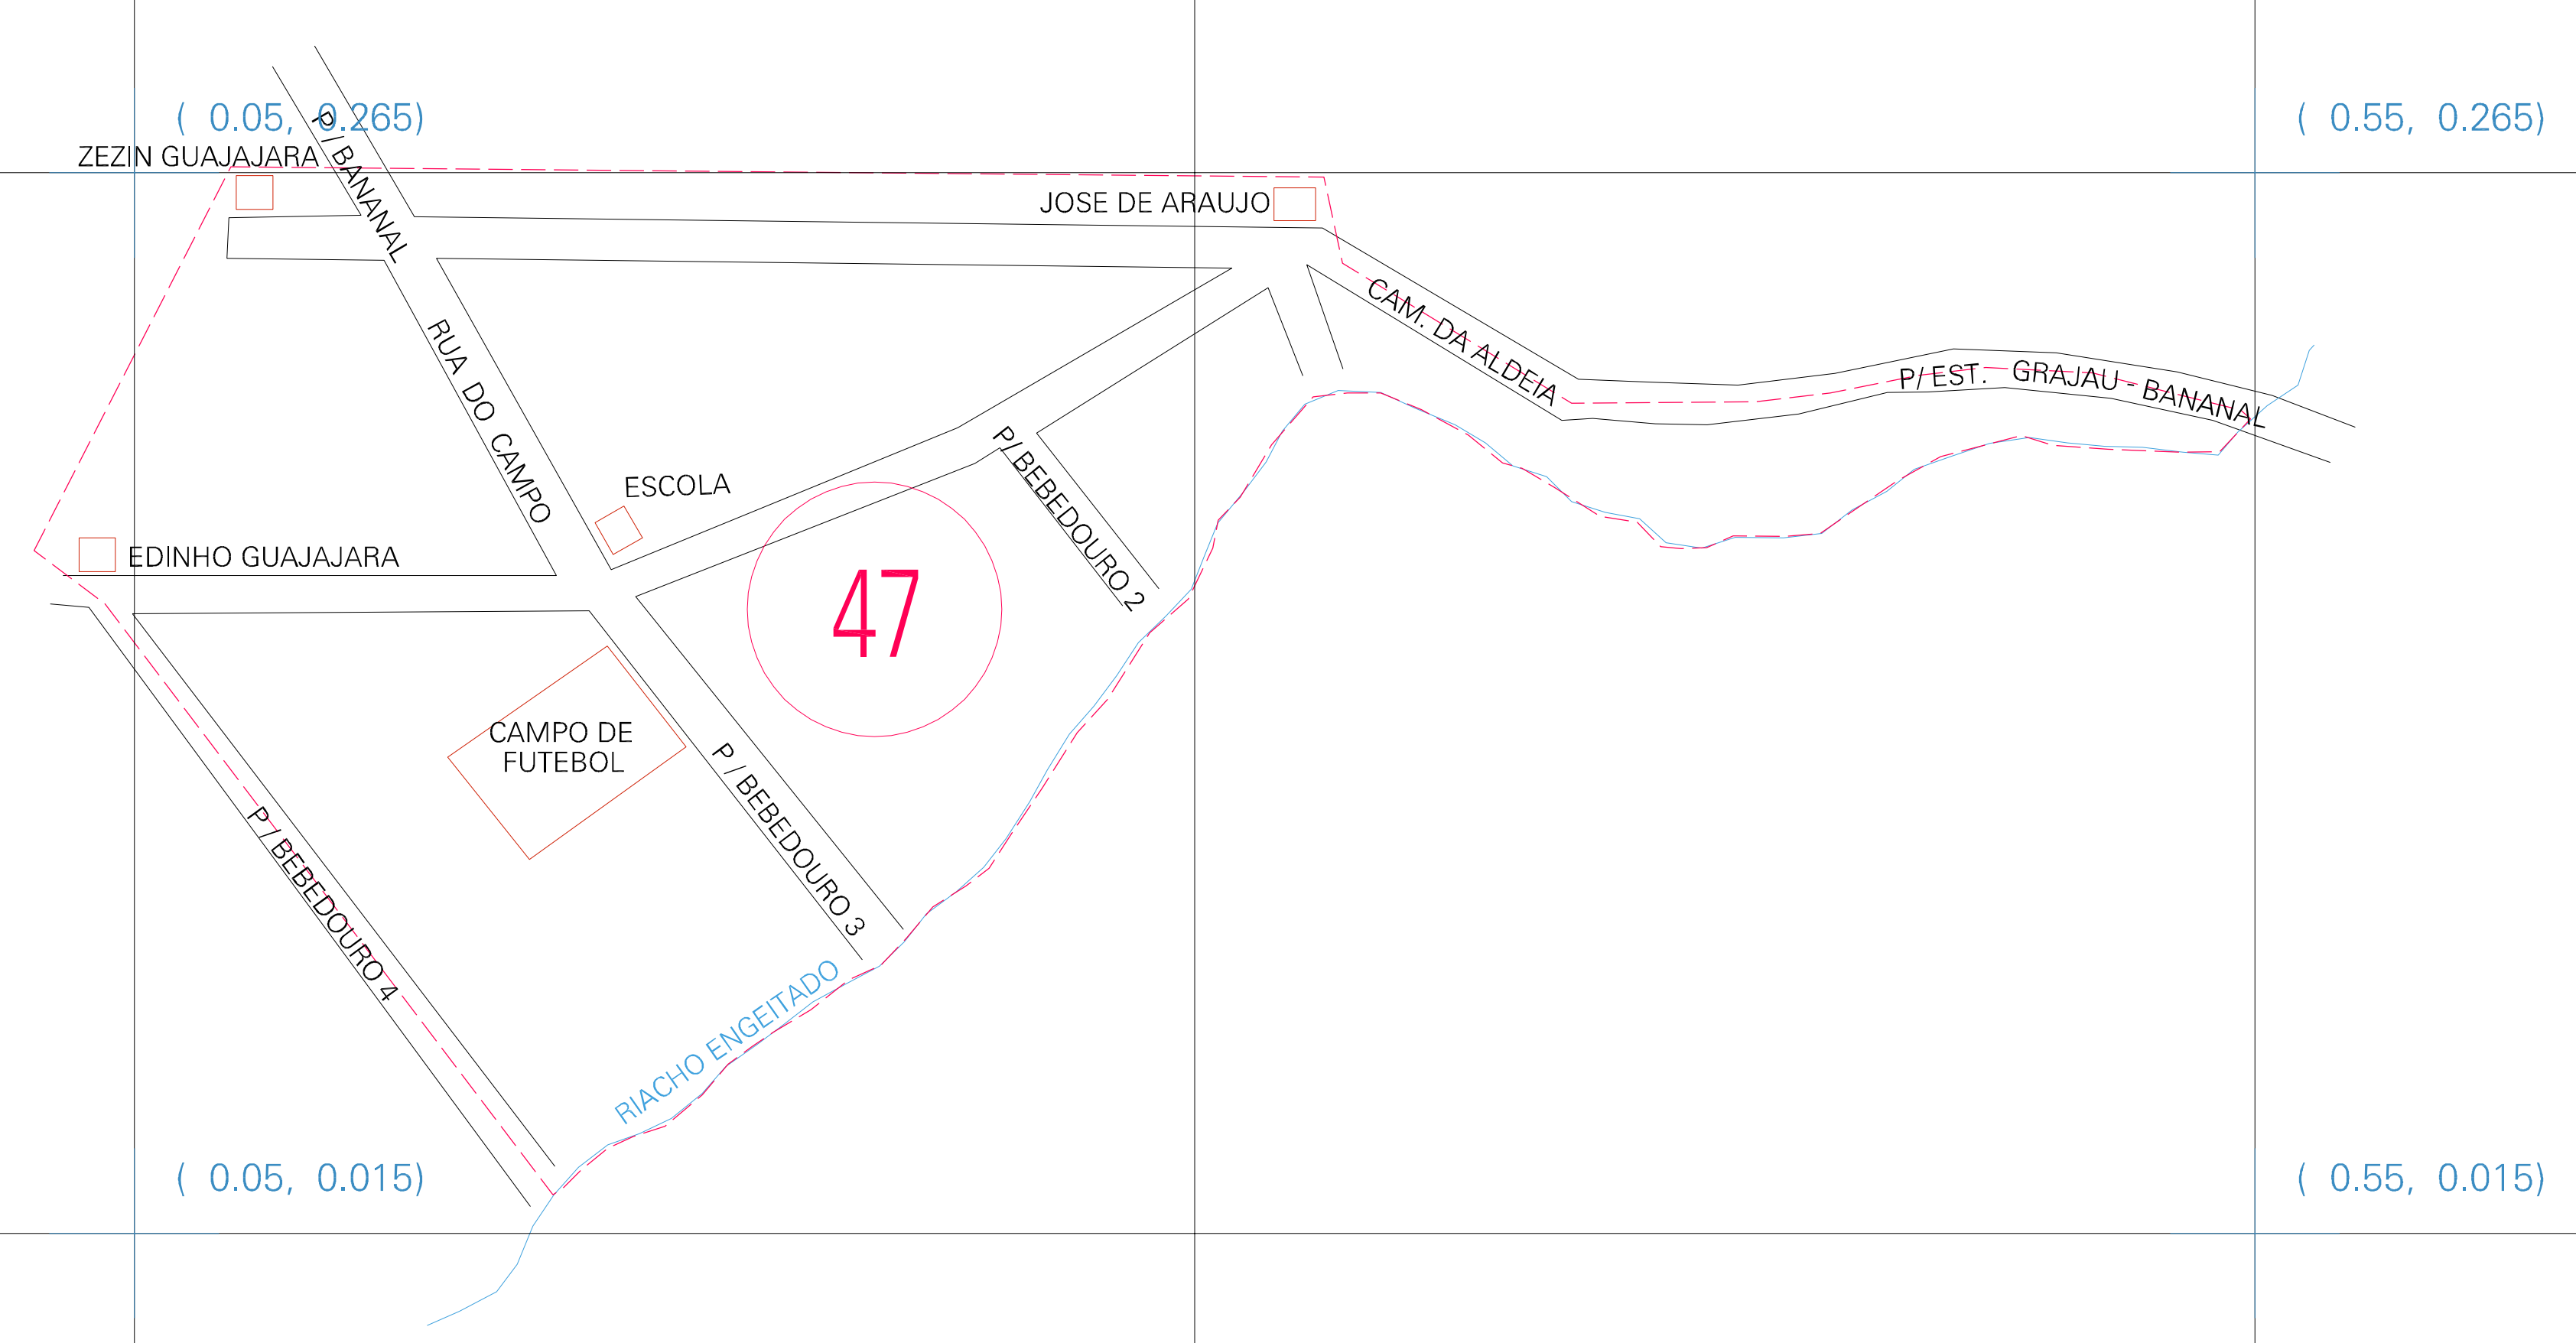 ( 0.05, 0.265)
( 0.55, 0.265)
ZEZIN GUAJAJARA
P/ BANANAL
JOSE DE ARAUJO
CAM. DA ALDEIA
P/ EST. GRAJAU - BANANAL
RUA DO CAMPO
ESCOLA
P/ BEBEDOURO 2
EDINHO GUAJAJARA
47
CAMPO DE
FUTEBOL
P / BEBEDOURO 3
P / BEBEDOURO 4
RIACHO ENGEITADO
( 0.05, 0.015)
( 0.55, 0.015)